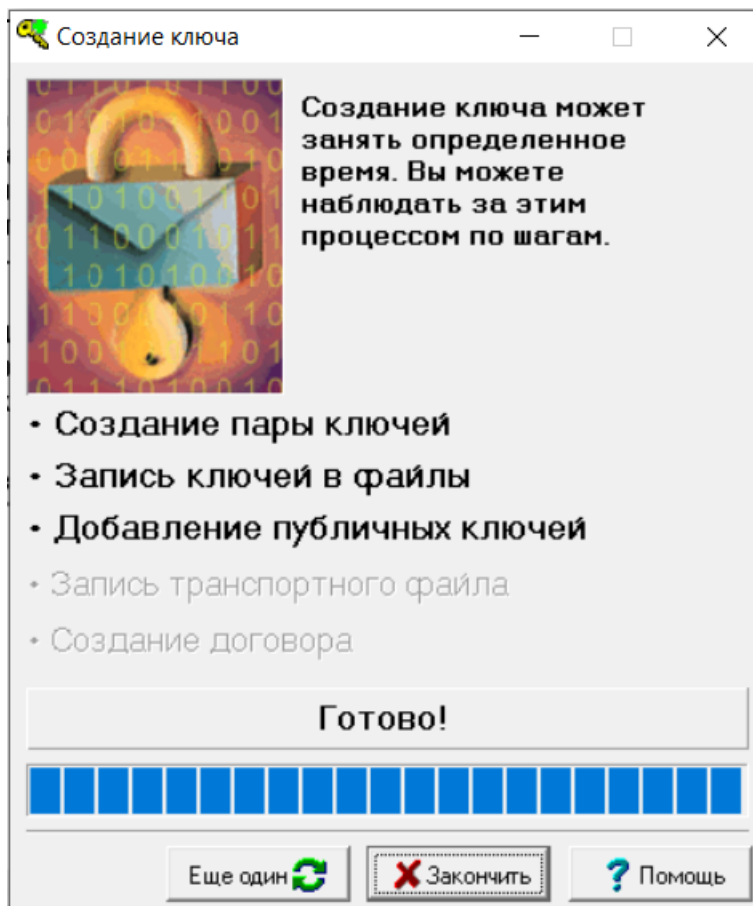 Создание ключа
Создание ключа может
занять определенное
время. Вы можете
наблюдать за этим
процессом по шагам.
• Создание пары ключей
• Запись ключей в файлы
• Добавление публичных ключей
• Запись транспортного файла
• Создание договора
Готово!
Еще один Закончить Помощь